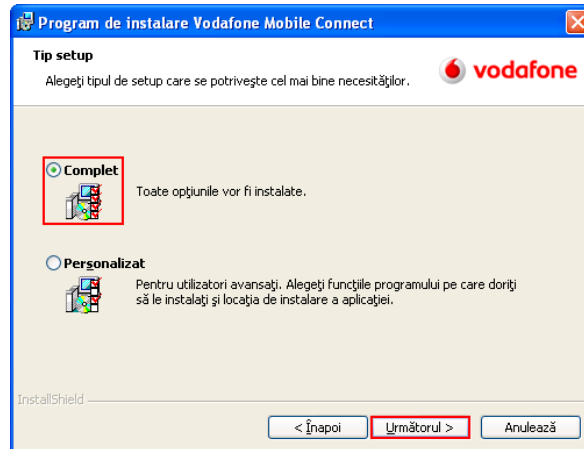 Program de instalare Vodafone Mobile Connect
Tip setup
Alegeţi tipul de setup care se potriveşte cel mai bine necesităţilor.
vodafone
Complet
Toate opţiunile vor fi instalate.
Personalizat
Pentru utilizatori avansaţi. Alegeţi funcţiile programului pe care doriţi
să le instalaţi şi locaţia de instalare a aplicaţiei.
InstallShield
< Înapoi
Următorul >
Anulează